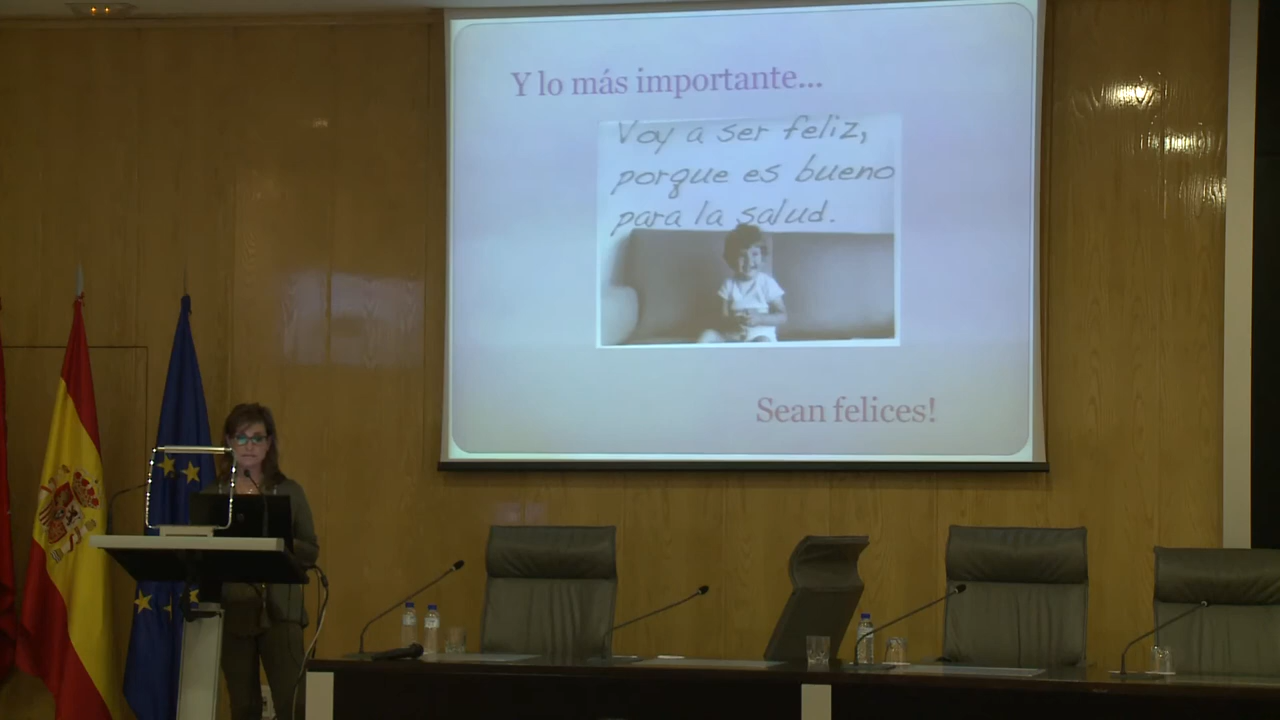 Y lo más importante...
Voy a ser feliz,
porque es bueno
para la salud.
Sean felices!